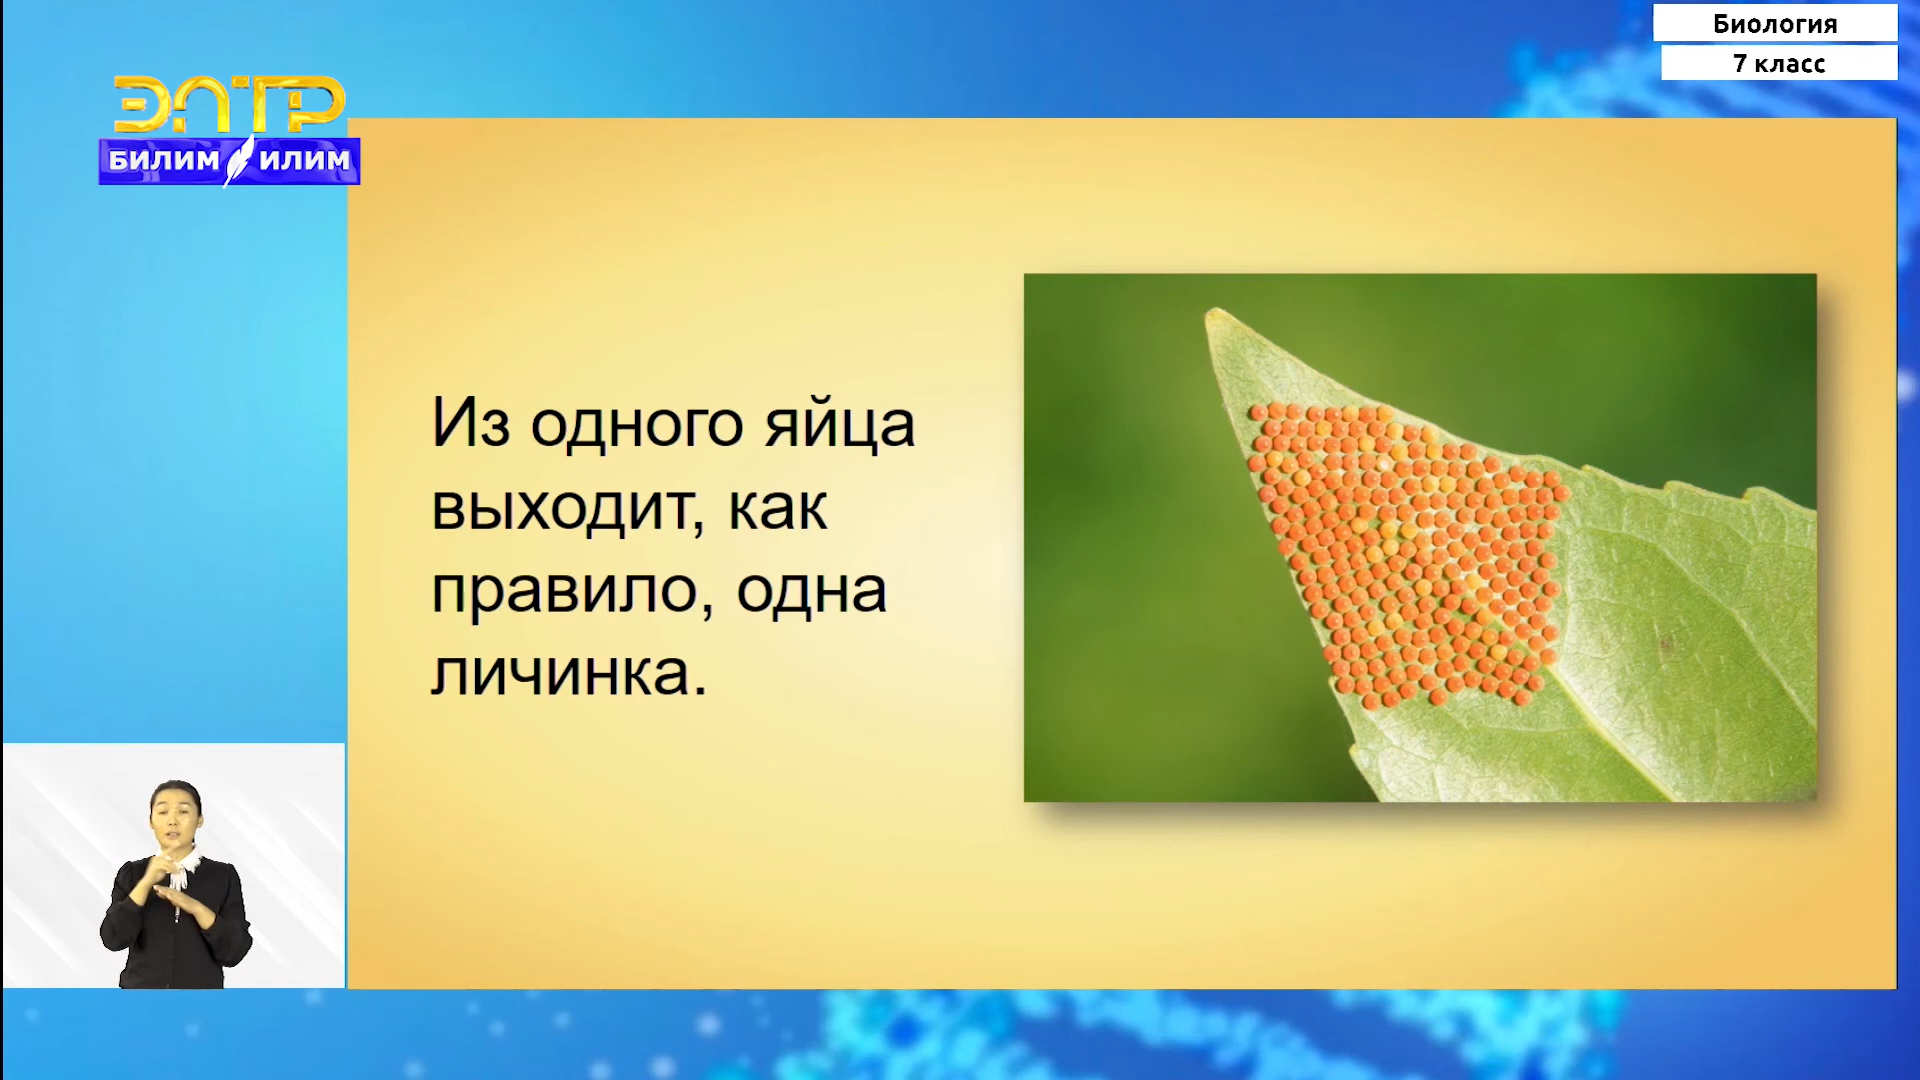 Биология
7 класс
ЭЛТР
БИЛИМ ИЛИМ
Из одного яйца
выходит, как
правило, одна
личинка.